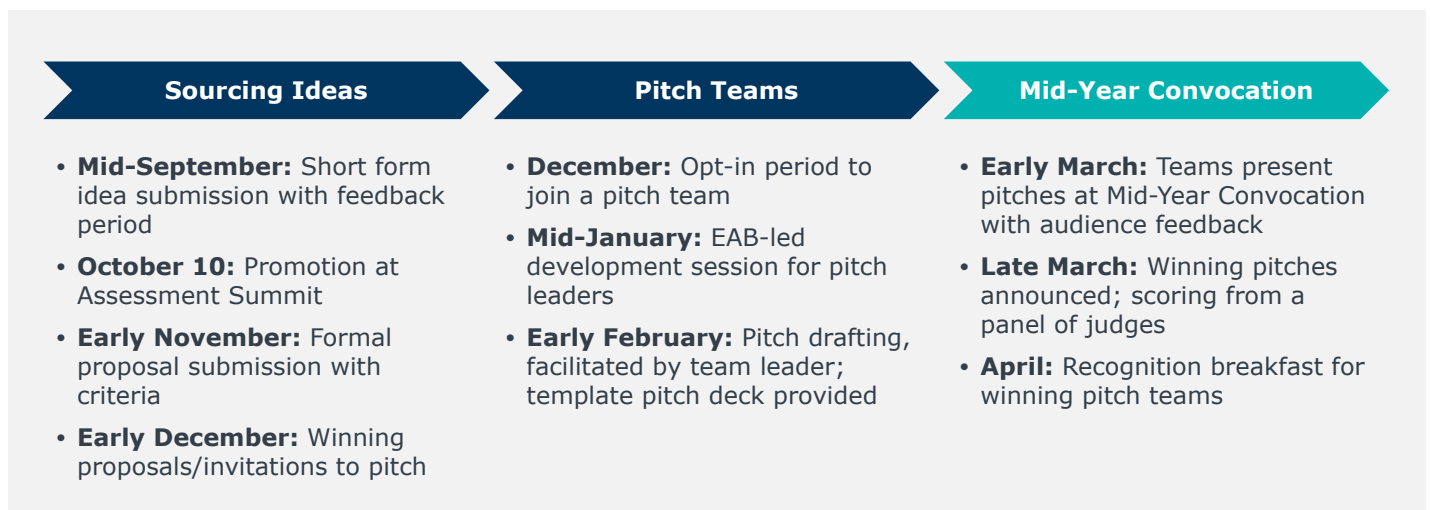 Sourcing Ideas
• Mid-September: Short form
idea submission with feedback
period
• October 10: Promotion at
Assessment Summit
• Early November: Formal
proposal submission with
criteria
• Early December: Winning
proposals/invitations to pitch
Pitch Teams
• December: Opt-in period to
join a pitch team
• Mid-January: EAB-led
development session for pitch
leaders
• Early February: Pitch drafting,
facilitated by team leader;
template pitch deck provided
Mid-Year Convocation
• Early March: Teams present
pitches at Mid-Year Convocation
with audience feedback
• Late March: Winning pitches
announced; scoring from a
panel of judges
• April: Recognition breakfast for
winning pitch teams